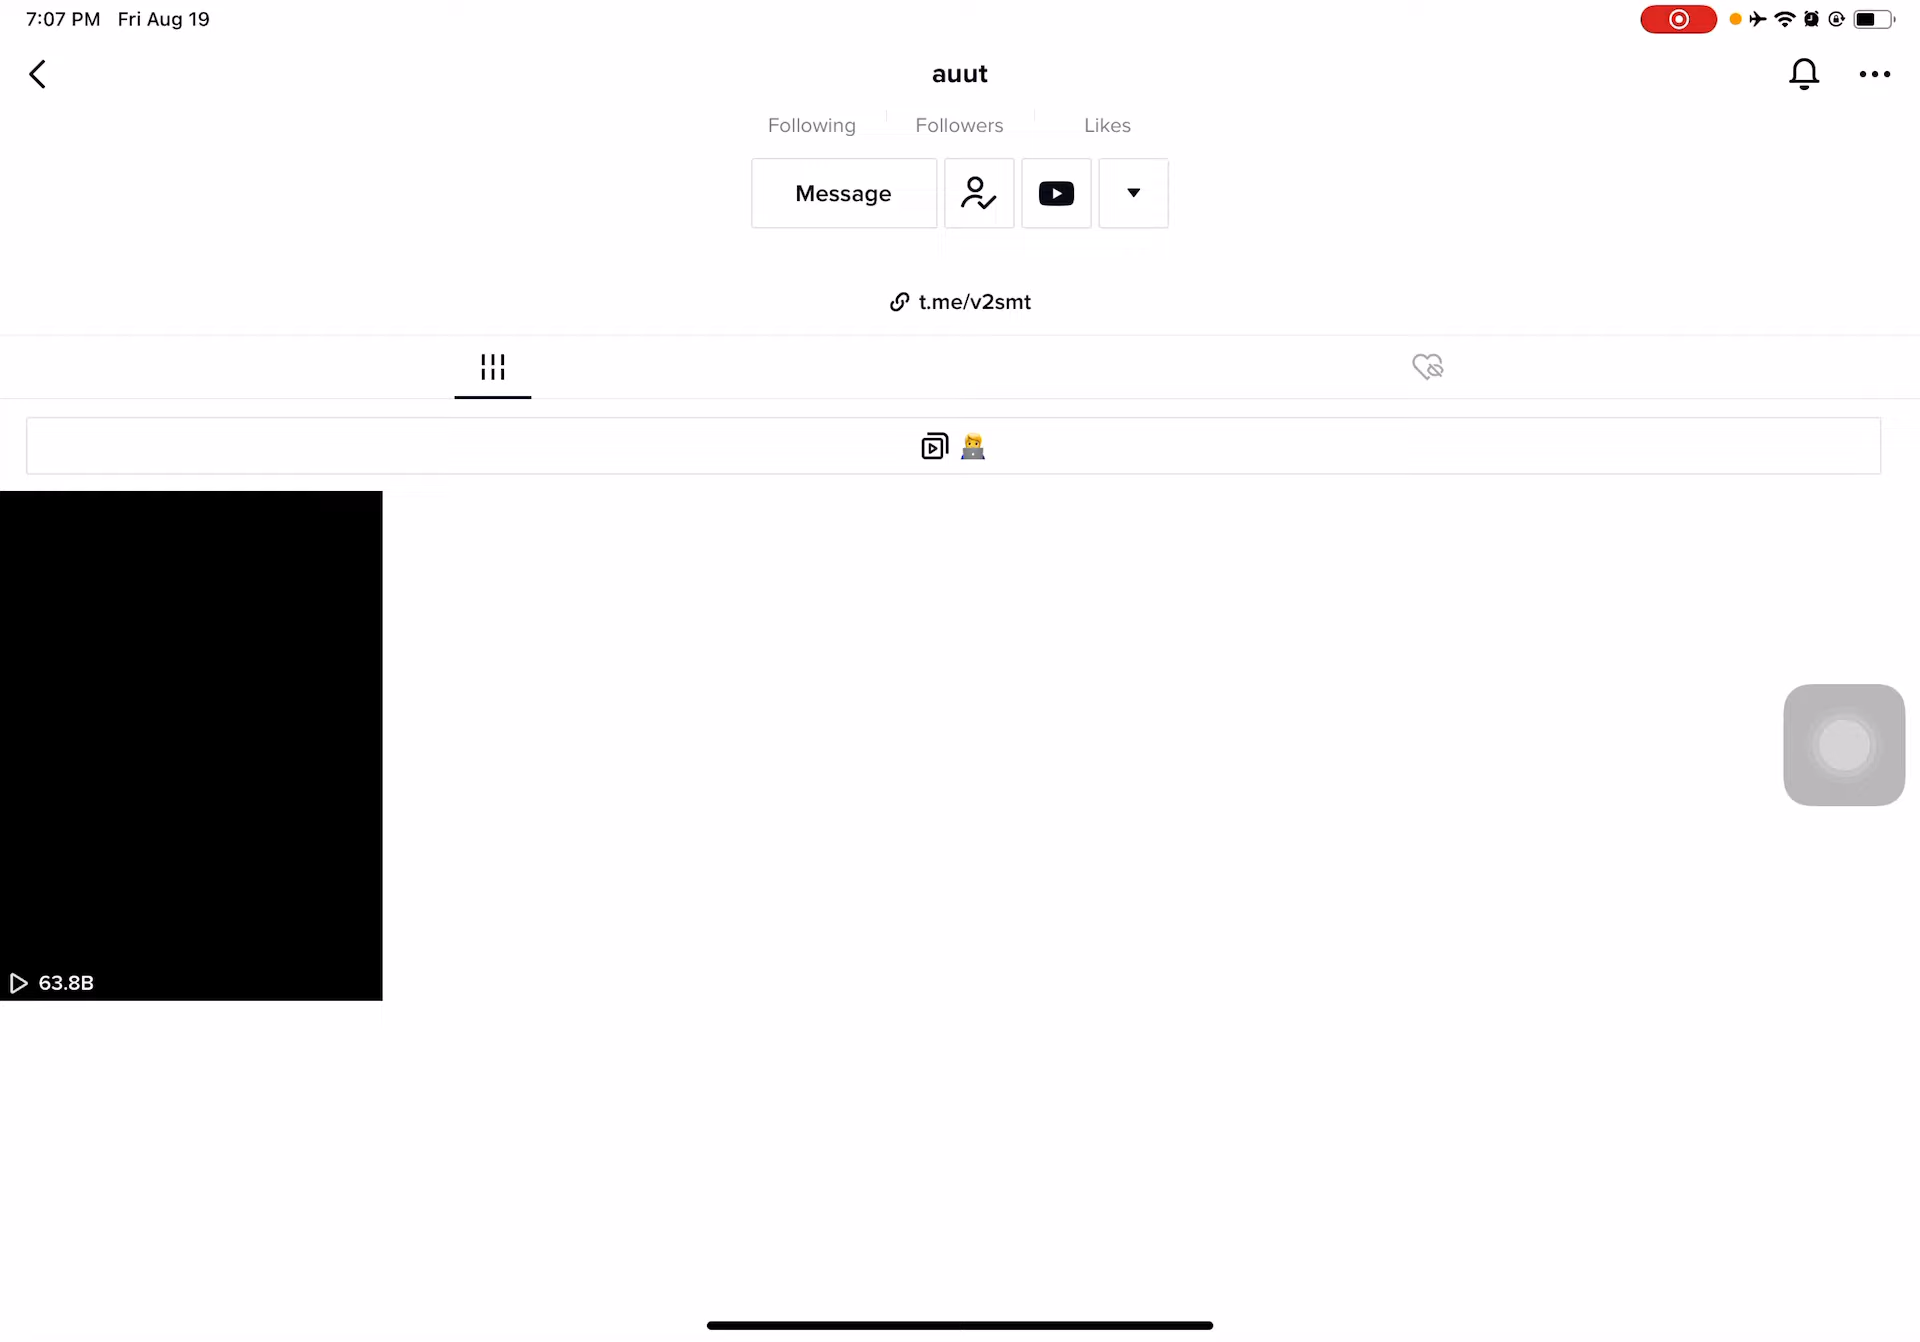 7:07 PM Fri Aug 19
auut
Following Followers Likes
Message
t.me/v2smt
63.8B